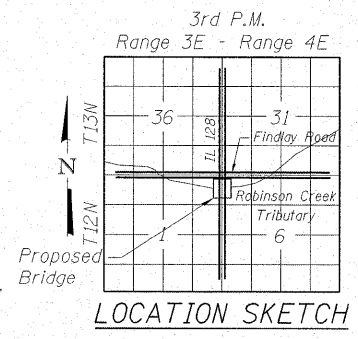 3rd P.M.
Range 3E - Range 4E
T13N
36
IL 128
31
Findlay Road
N
Robinson Creek
Tributary
T12N
1
6
Proposed
Bridge
LOCATION SKETCH